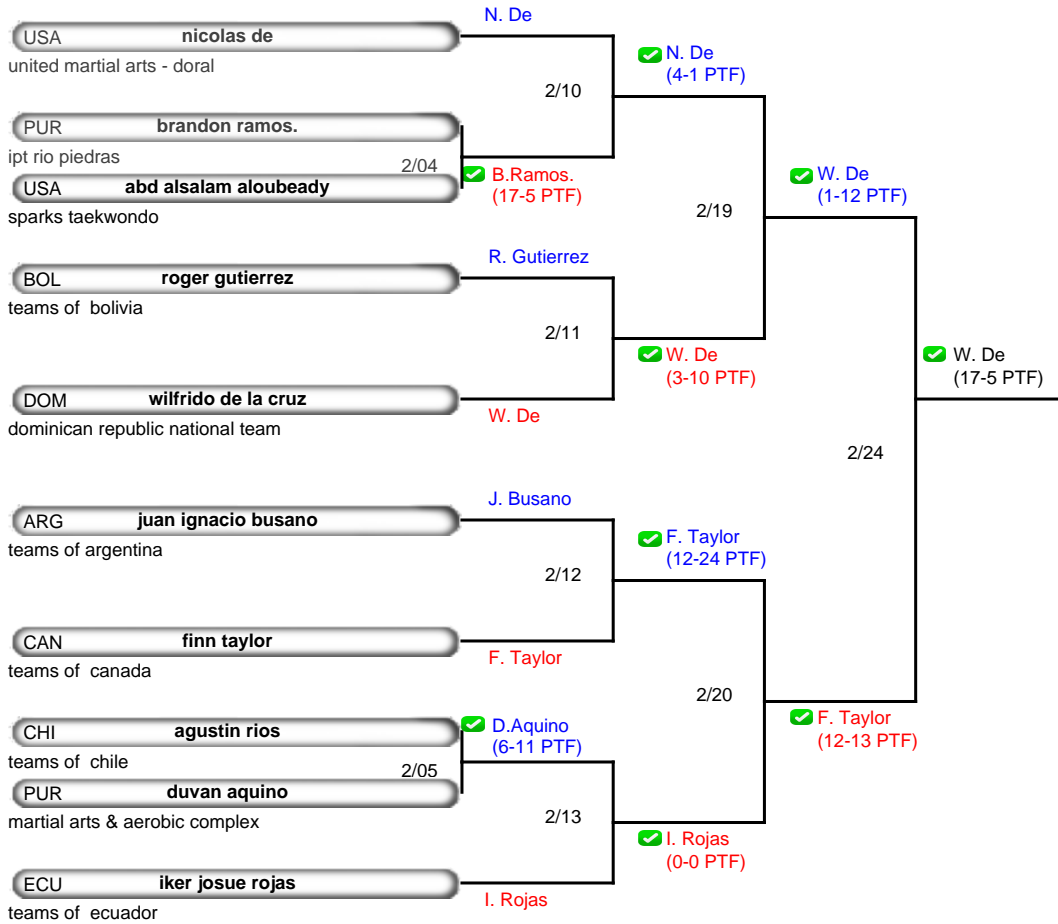 N. De
USA nicolas de
united martial arts - doral
N. De
(4-1 PTF)
2/10
PUR brandon ramos.
ipt rio piedras
2/04
B.Ramos.
(17-5 PTF)
USA abd alsalam aloubeady
sparks taekwondo
W. De
(1-12 PTF)
2/19
R. Gutierrez
BOL roger gutierrez
teams of  bolivia
2/11
W. De
(3-10 PTF)
W. De
(17-5 PTF)
DOM wilfrido de la cruz
dominican republic national team
W. De
2/24
J. Busano
ARG juan ignacio busano
teams of argentina
F. Taylor
(12-24 PTF)
2/12
CAN finn taylor
teams of  canada
F. Taylor
2/20
F. Taylor
(12-13 PTF)
CHI agustin rios
teams of  chile
D.Aquino
(6-11 PTF)
2/05
PUR duvan aquino
martial arts & aerobic complex
2/13
I. Rojas
(0-0 PTF)
ECU iker josue rojas
teams of  ecuador
I. Rojas